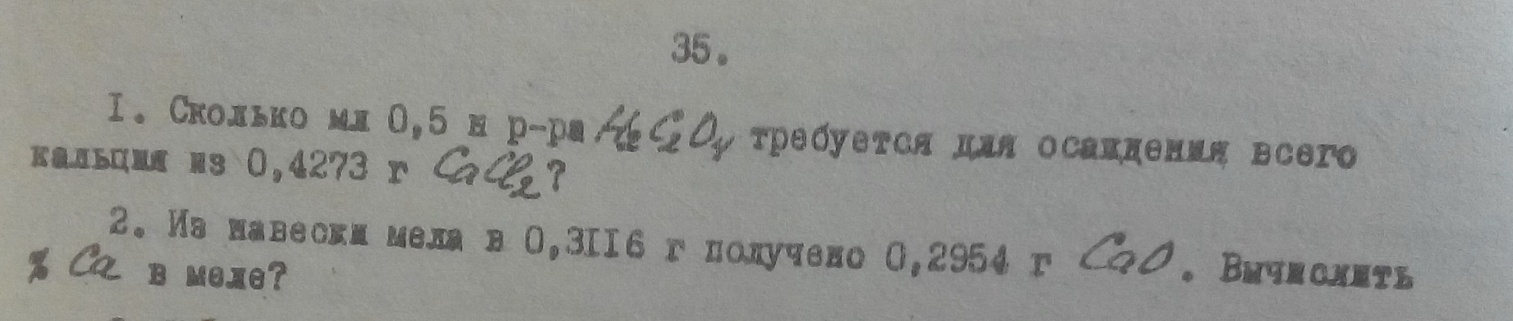 35.
I. Сколько мл 0,5 н р-ра H₂C₂O₄ требуется для осаждения всего
кальция из 0,4273 г CaCl₂?
2. Из навески мела в 0,3II6 г получено 0,2954 г CaO. Вычислить
% Ca в меле?